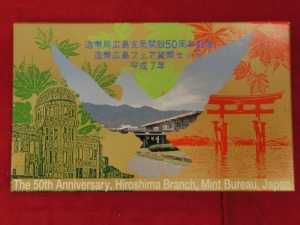 造幣局広島支局開設50周年記念
造幣広島フェア貨幣セット
平成7年
The 50th Anniversary, Hiroshima Branch, Mint Bureau, Japan